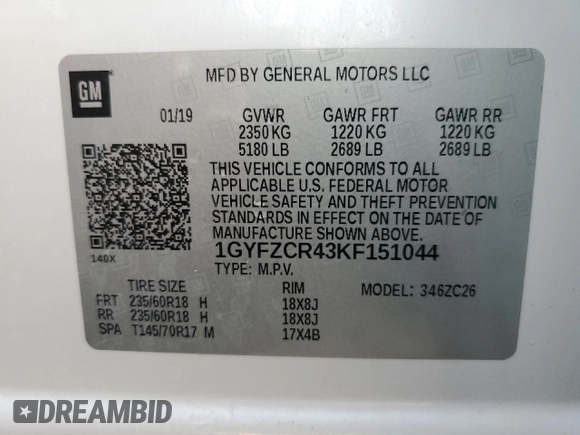 GM
MFD BY GENERAL MOTORS LLC
01/19 GVWR GAWR FRT GAWR RR
2350 KG 1220 KG 1220 KG
5180 LB 2689 LB 2689 LB
THIS VEHICLE CONFORMS TO ALL
APPLICABLE U.S. FEDERAL MOTOR
VEHICLE SAFETY AND THEFT PREVENTION
STANDARDS IN EFFECT ON THE DATE OF
MANUFACTURE SHOWN ABOVE.
140X 1GYFZCR43KF151044
TYPE: M.P.V.
TIRE SIZE RIM MODEL: 346ZC26
FRT 235/60R18 H 18X8J
RR 235/60R18 H 18X8J
SPA T145/70R17 M 17X4B
DREAMBID
DREAMBID.COM